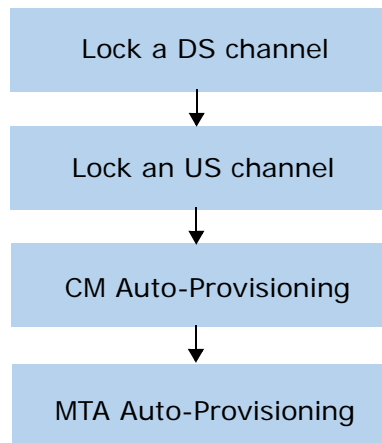 Lock a DS channel
Lock an US channel
CM Auto-Provisioning
MTA Auto-Provisioning